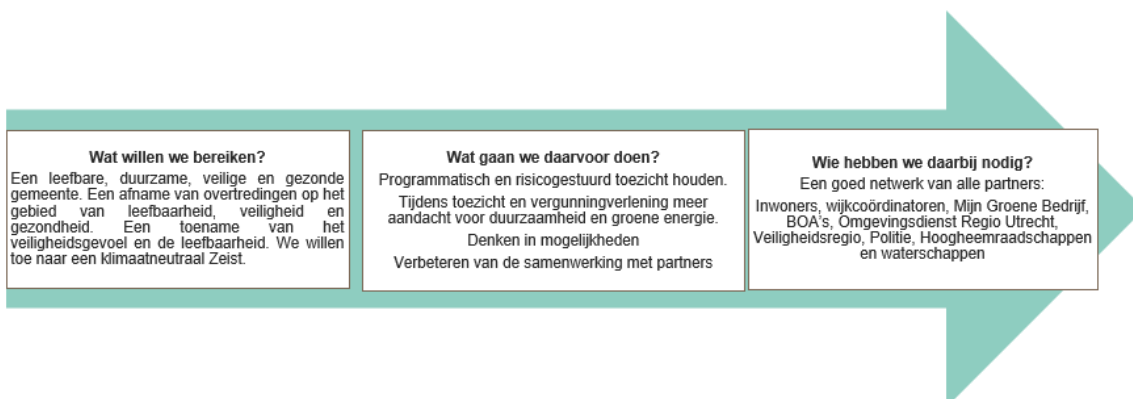 Wat willen we bereiken?
Een leefbare, duurzame, veilige en gezonde
gemeente. Een afname van overtredingen op het
gebied van leefbaarheid, veiligheid en
gezondheid. Een toename van het
veiligheidsgevoel en de leefbaarheid. We willen
toe naar een klimaatneutraal Zeist.
Wat gaan we daarvoor doen?
Programmatisch en risicogestuurd toezicht houden.
Tijdens toezicht en vergunningverlening meer
aandacht voor duurzaamheid en groene energie.
Denken in mogelijkheden
Verbeteren van de samenwerking met partners
Wie hebben we daarbij nodig?
Een goed netwerk van alle partners:
Inwoners, wijkcoördinatoren, Mijn Groene Bedrijf,
BOA's, Omgevingsdienst Regio Utrecht,
Veiligheidsregio, Politie, Hoogheemraadschappen
en waterschappen